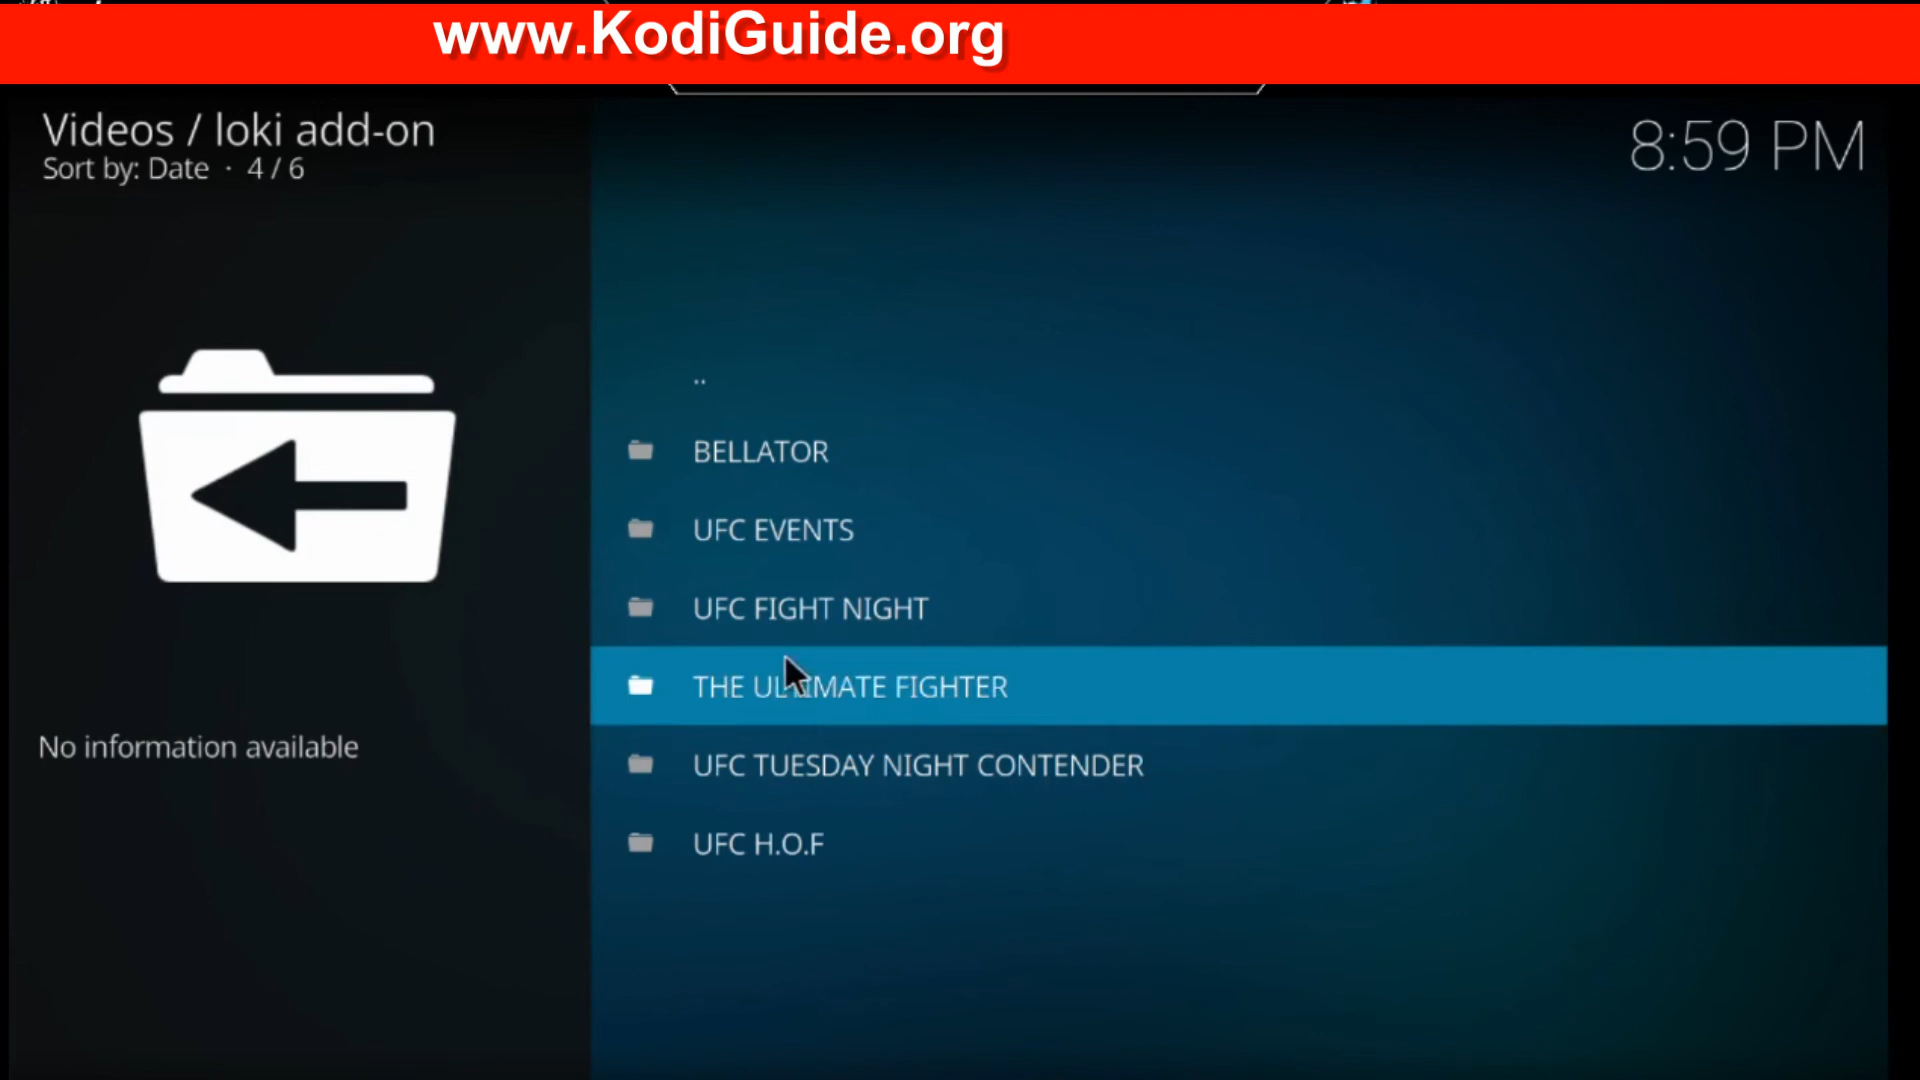 www.KodiGuide.org
Videos / loki add-on
Sort by: Date · 4 / 6
8:59 PM
..
BELLATOR
UFC EVENTS
UFC FIGHT NIGHT
THE ULTIMATE FIGHTER
UFC TUESDAY NIGHT CONTENDER
UFC H.O.F
No information available